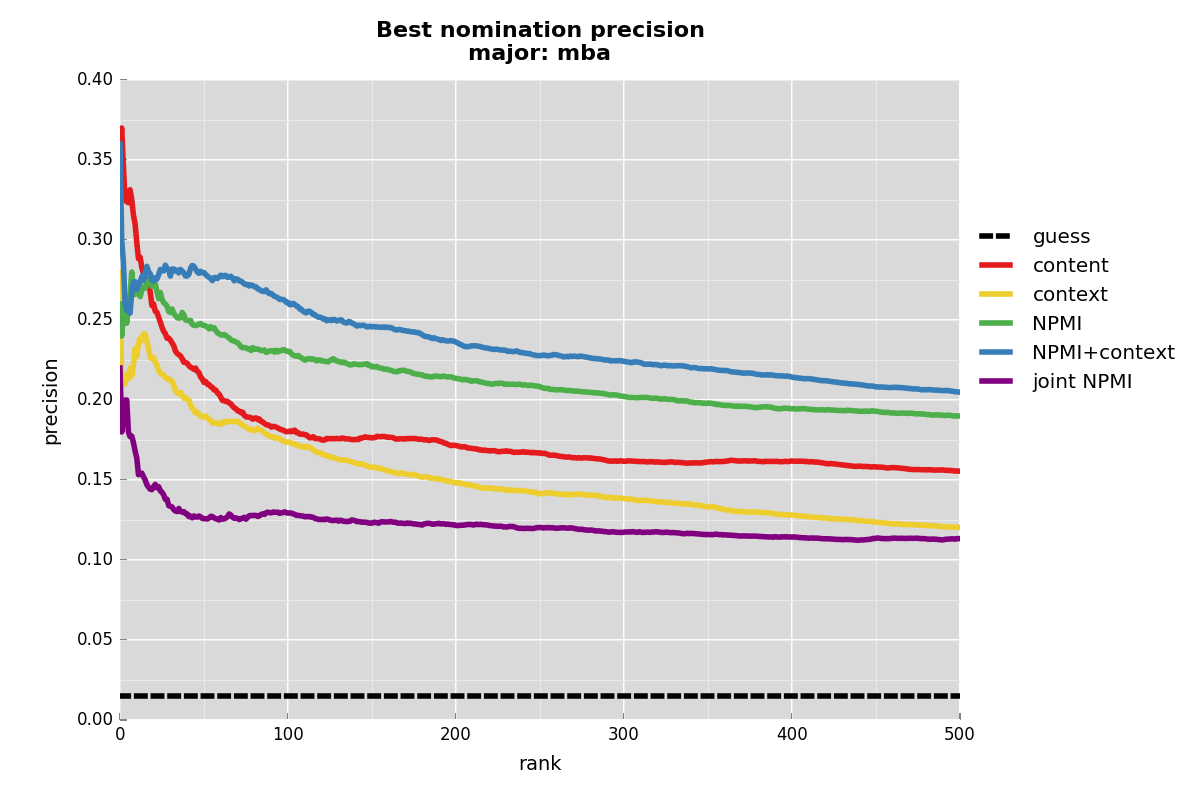 Best nomination precision
major: mba
0.40
0.35
0.30
0.25
0.20
0.15
0.10
0.05
0.00
precision
0 100 200 300 400 500
rank
guess
content
context
NPMI
NPMI+context
joint NPMI